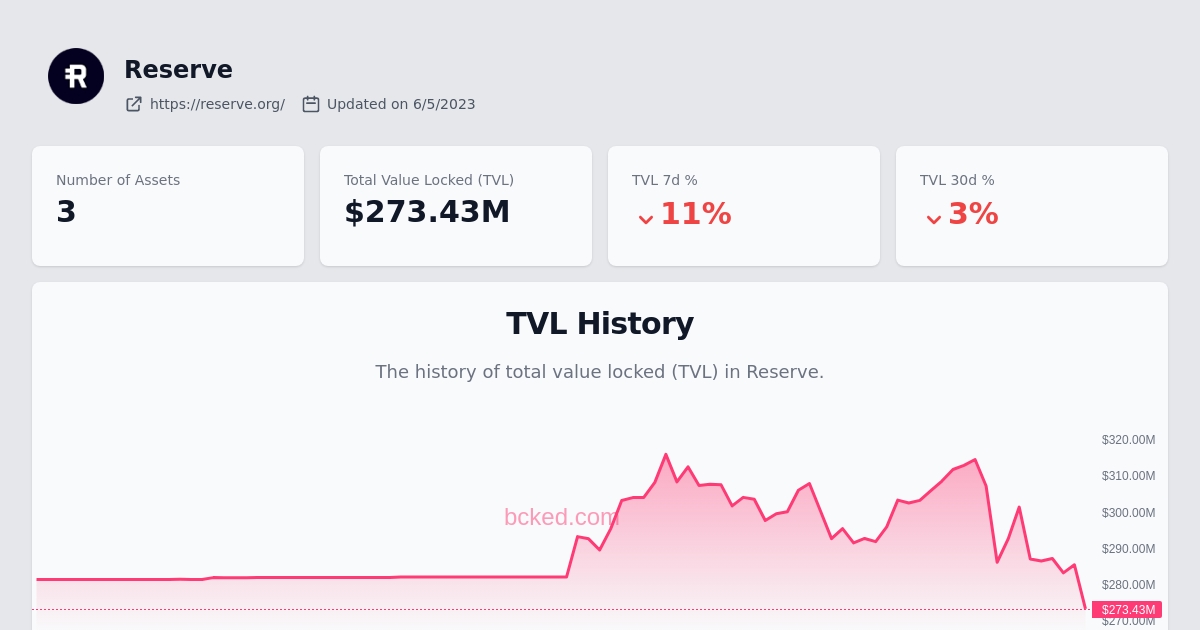 Reserve
https://reserve.org/ Updated on 6/5/2023
Number of Assets
3
Total Value Locked (TVL)
$273.43M
TVL 7d %
11%
TVL 30d %
3%
TVL History
The history of total value locked (TVL) in Reserve.
$320.00M
$310.00M
bcked.com
$300.00M
$290.00M
$280.00M
$273.43M
$270.00M